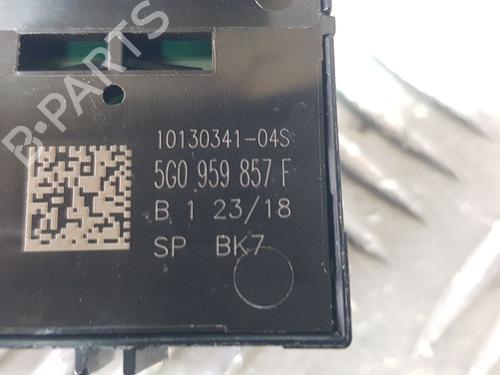 10130341-04S
5G0 959 857 F
B 1 23/18
SP BK7
B-PARTS